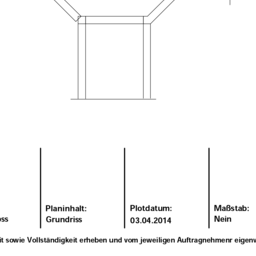 Planinhalt: Plotdatum: Maßstab:
ss Grundriss 03.04.2014 Nein
it sowie Vollständigkeit erheben und vom jeweiligen Auftragnehmenr eigenv